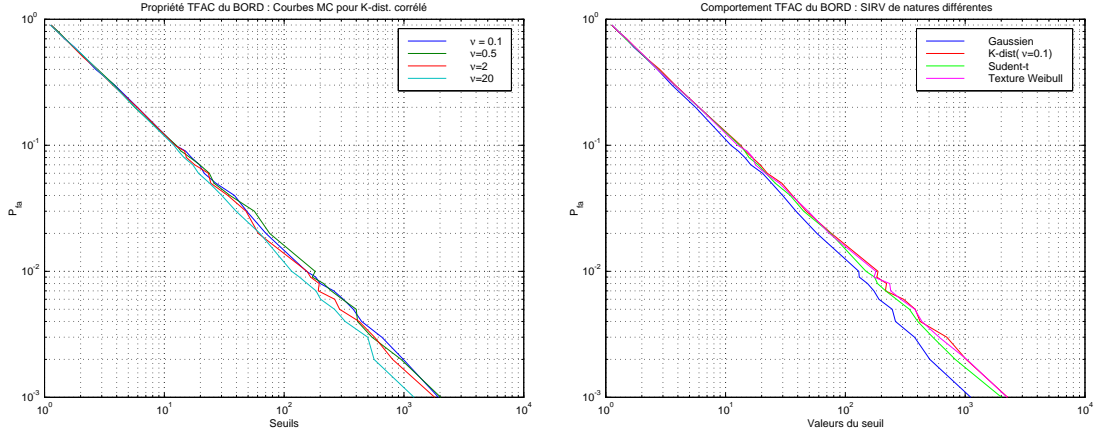 Propriété TFAC du BORD : Courbes MC pour K-dist. corrélé
10^0
10^-1
10^-2
10^-3
P_fa
ν = 0.1
ν=0.5
ν=2
ν=20
10^0 10^1 10^2 10^3 10^4
Seuils
Comportement TFAC du BORD : SIRV de natures différentes
10^0
10^-1
10^-2
10^-3
P_fa
Gaussien
K-dist( ν=0.1)
Sudent-t
Texture Weibull
10^0 10^1 10^2 10^3 10^4
Valeurs du seuil